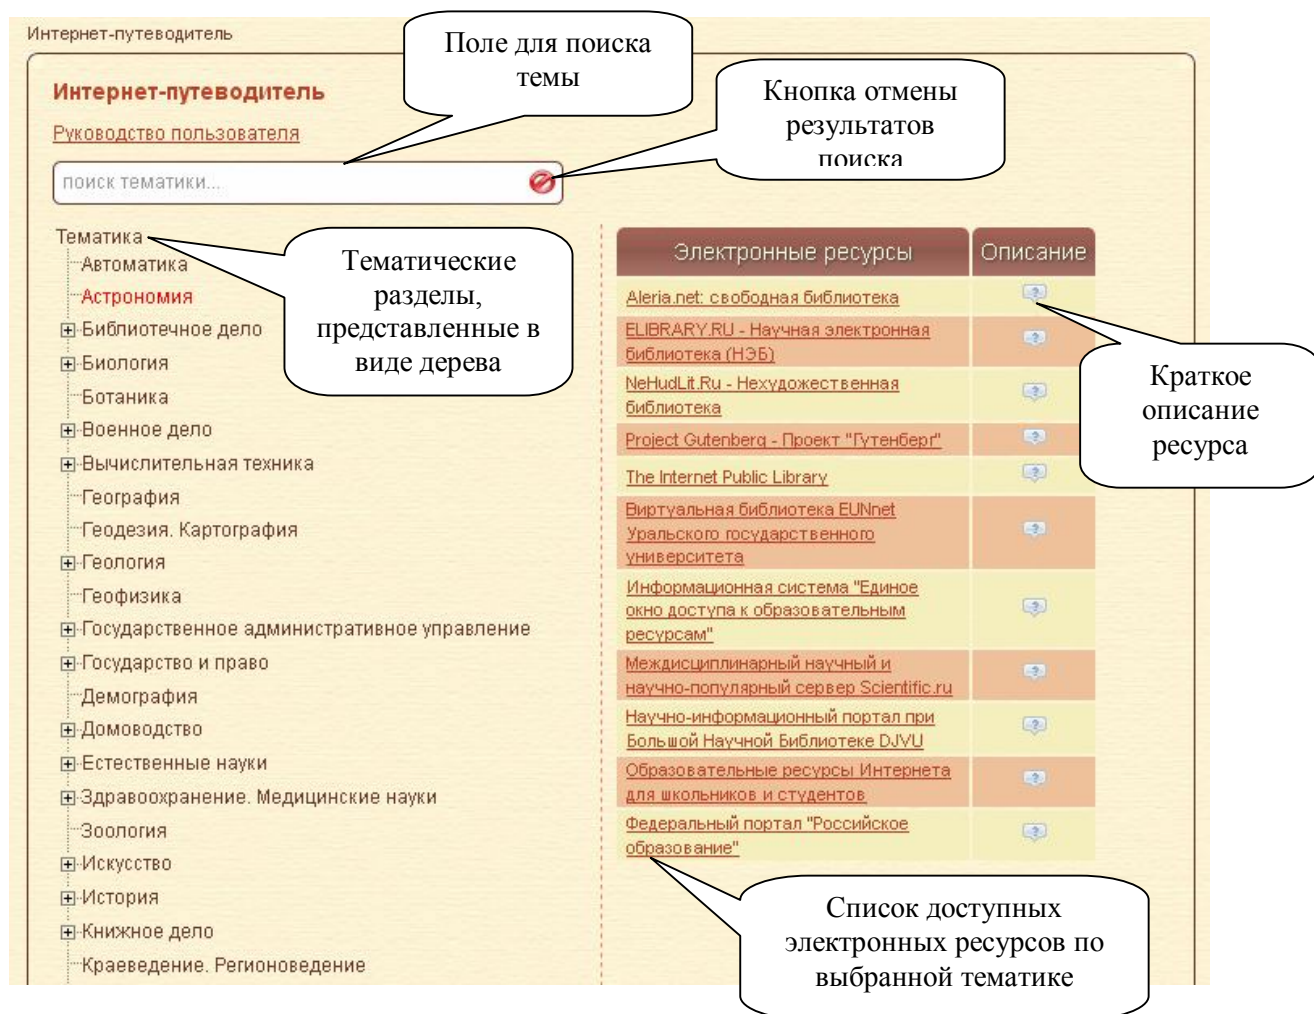 Интернет-путеводитель
Поле для поиска
темы
Интернет-путеводитель
Кнопка отмены
результатов
поиска
Руководство пользователя
поиск тематики...
Тематика
Автоматика
Астрономия
Библиотечное дело
Биология
Ботаника
Военное дело
Вычислительная техника
География
Геодезия. Картография
Геология
Геофизика
Государственное административное управление
Государство и право
Демография
Домоводство
Естественные науки
Здравоохранение. Медицинские науки
Зоология
Искусство
История
Книжное дело
Краеведение. Регионоведение
Тематические
разделы,
представленные в
виде дерева
Электронные ресурсы Описание
Aleria.net: свободная библиотека
ELIBRARY.RU - Научная электронная
библиотека (НЭБ)
NeHudLit.Ru - Нехудожественная
библиотека
Project Gutenberg - Проект "Гутенберг"
The Internet Public Library
Виртуальная библиотека EUNnet
Уральского государственного
университета
Информационная система "Единое
окно доступа к образовательным
ресурсам"
Междисциплинарный научный и
научно-популярный сервер Scientific.ru
Научно-информационный портал при
Большой Научной Библиотеке DJVU
Образовательные ресурсы Интернета
для школьников и студентов
Федеральный портал "Российское
образование"
Краткое
описание
ресурса
Список доступных
электронных ресурсов по
выбранной тематике